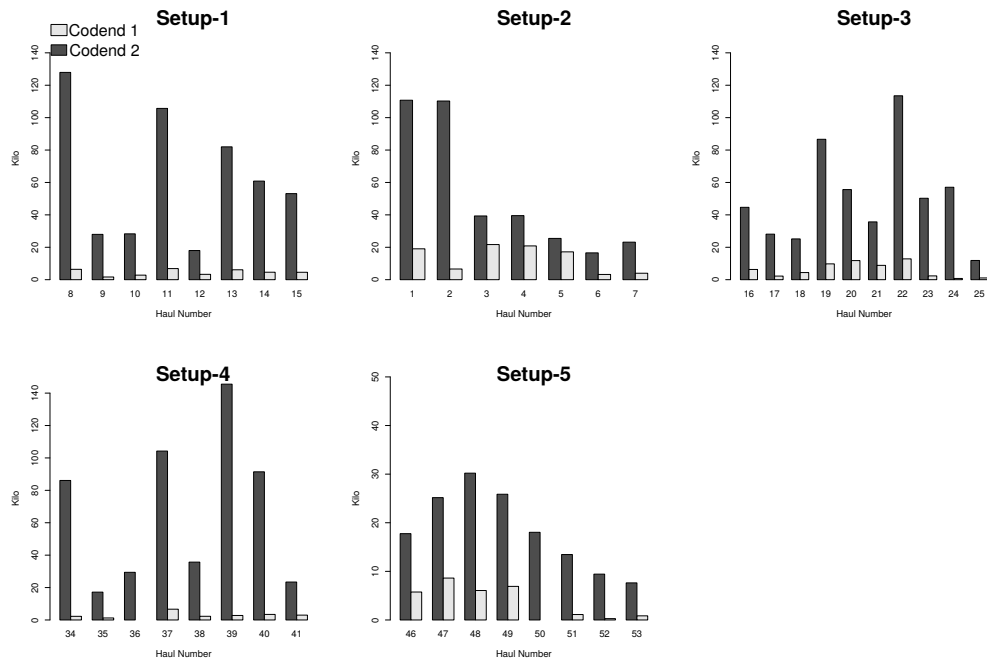 Setup-1
Codend 1
Codend 2
140
120
100
80
60
40
20
0
Kilo
8 9 10 11 12 13 14 15
Haul Number
Setup-2
140
120
100
80
60
40
20
0
Kilo
1 2 3 4 5 6 7
Haul Number
Setup-3
140
120
100
80
60
40
20
0
Kilo
16 17 18 19 20 21 22 23 24 25
Haul Number
Setup-4
140
120
100
80
60
40
20
0
Kilo
34 35 36 37 38 39 40 41
Haul Number
Setup-5
50
40
30
20
10
0
Kilo
46 47 48 49 50 51 52 53
Haul Number